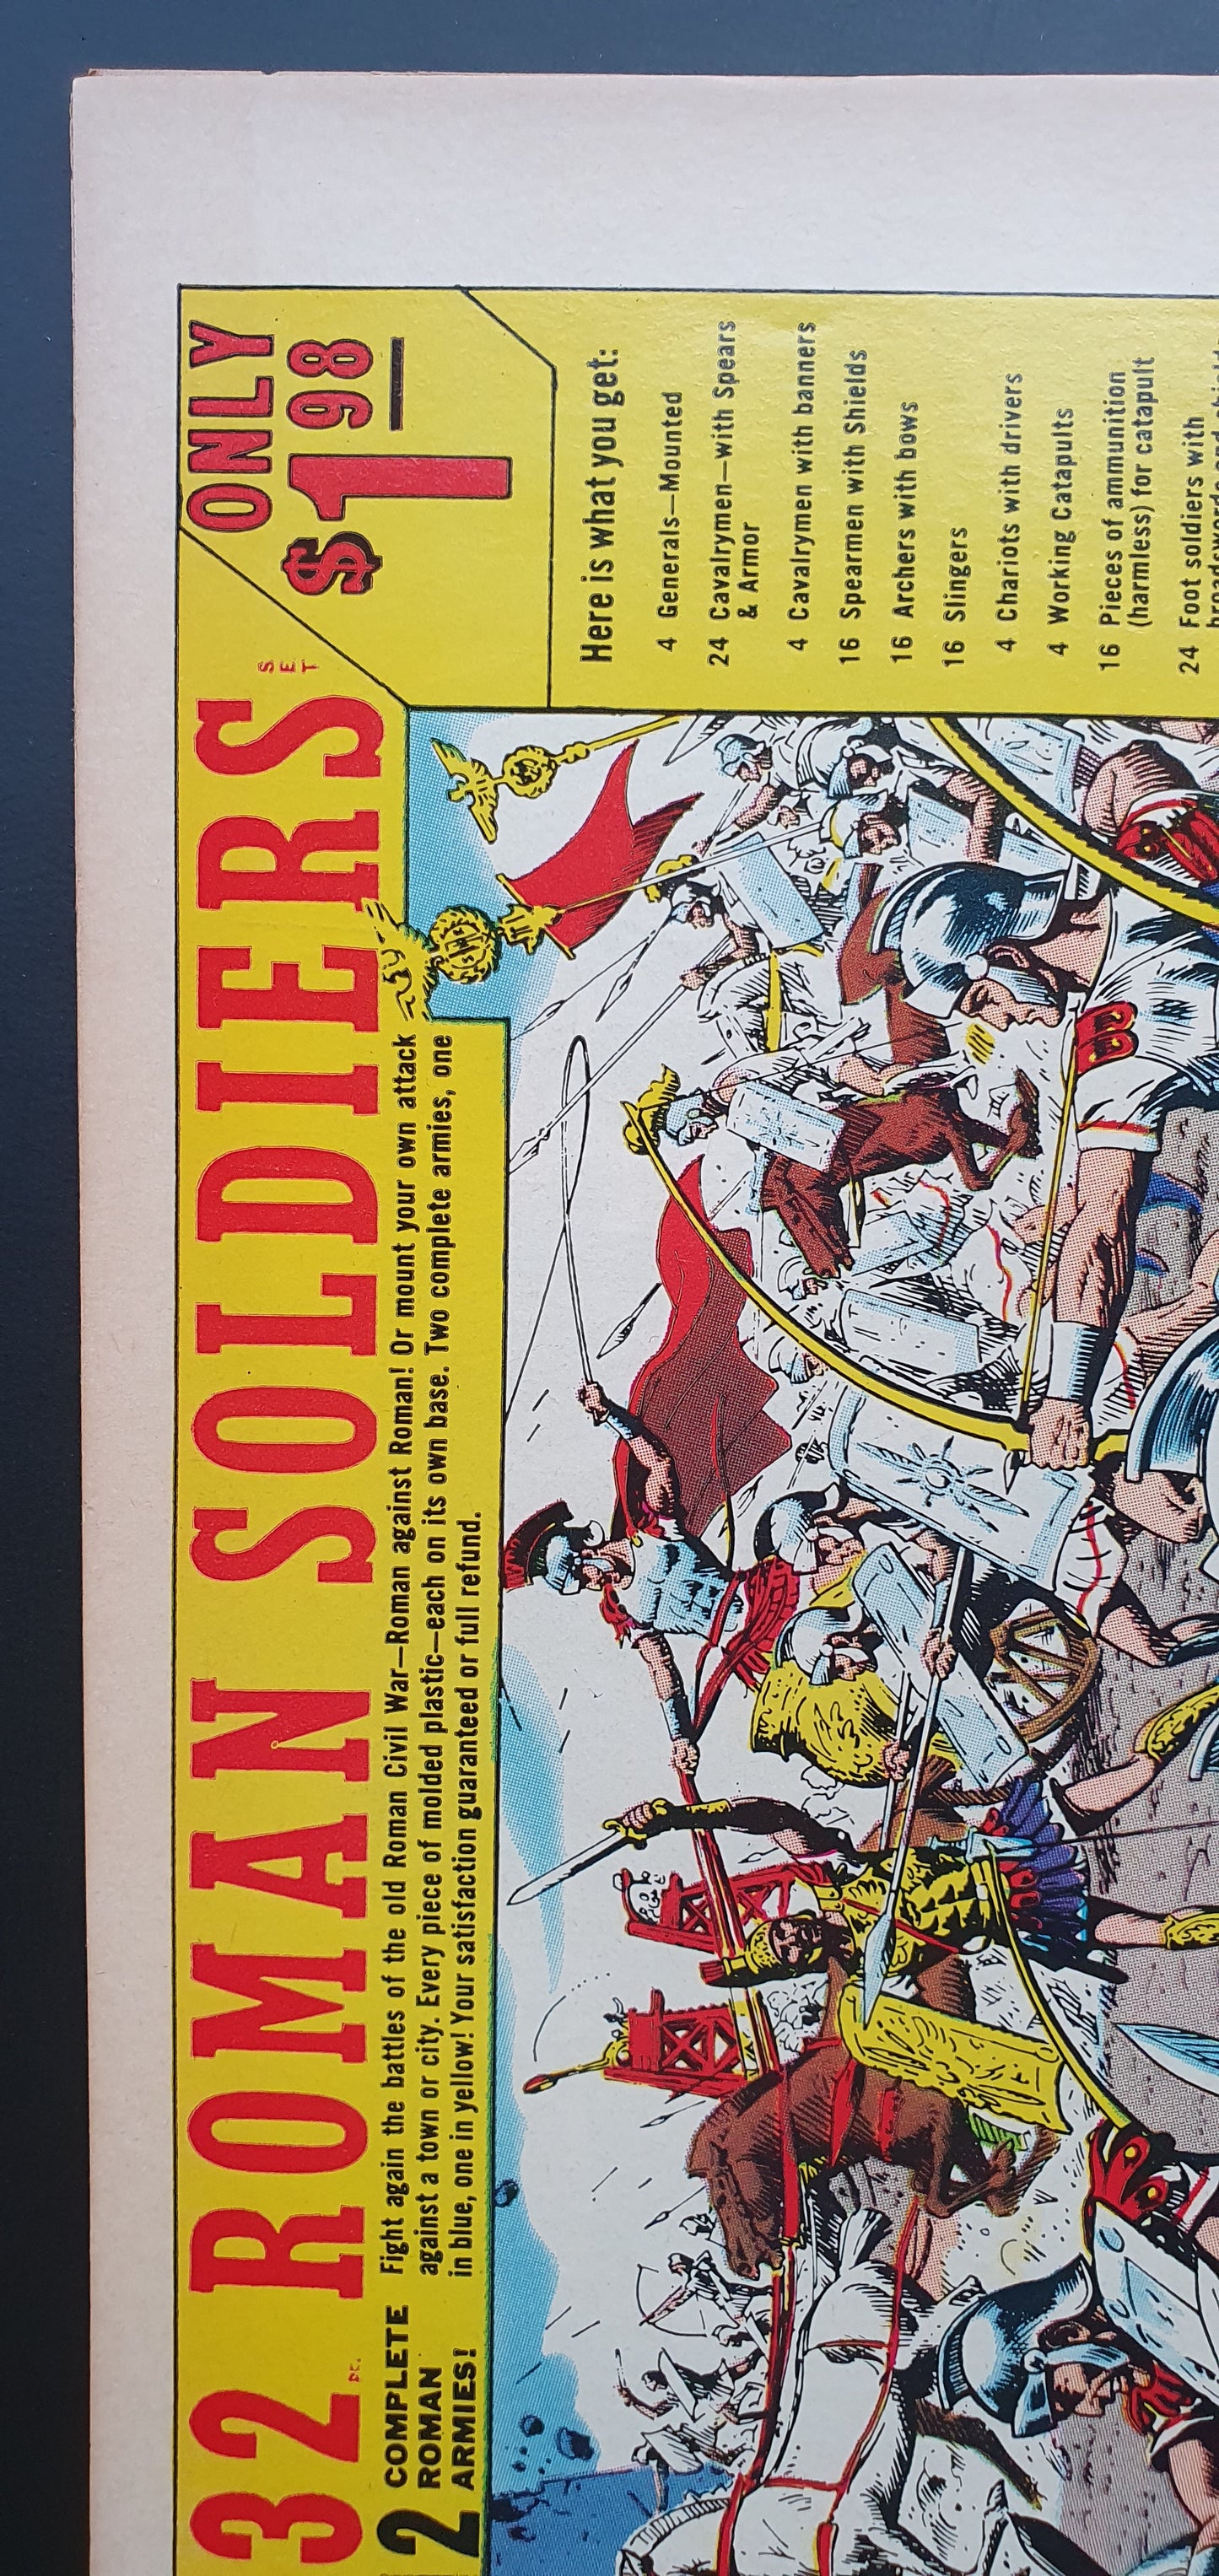 32 PC. ROMAN SOLDIERS SET
ONLY
$1 98
2 COMPLETE
ROMAN
ARMIES!
Fight again the battles of the old Roman Civil War—Roman against Roman! Or mount your own attack
against a town or city. Every piece of molded plastic—each on its own base. Two complete armies, one
in blue, one in yellow! Your satisfaction guaranteed or full refund.
Here is what you get:
4 Generals—Mounted
24 Cavalrymen—with Spears
& Armor
4 Cavalrymen with banners
16 Spearmen with Shields
16 Archers with bows
16 Slingers
4 Chariots with drivers
4 Working Catapults
16 Pieces of ammunition
(harmless) for catapult
24 Foot soldiers with